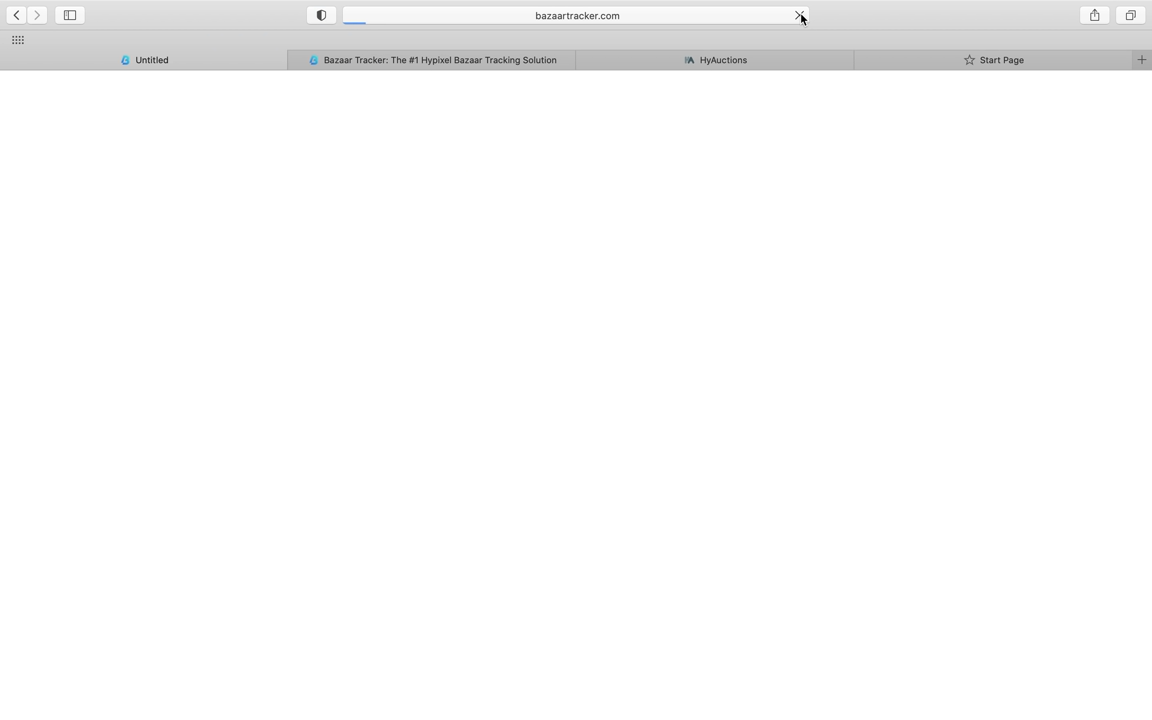 bazaartracker.com
Untitled
Bazaar Tracker: The #1 Hypixel Bazaar Tracking Solution
HyAuctions
Start Page